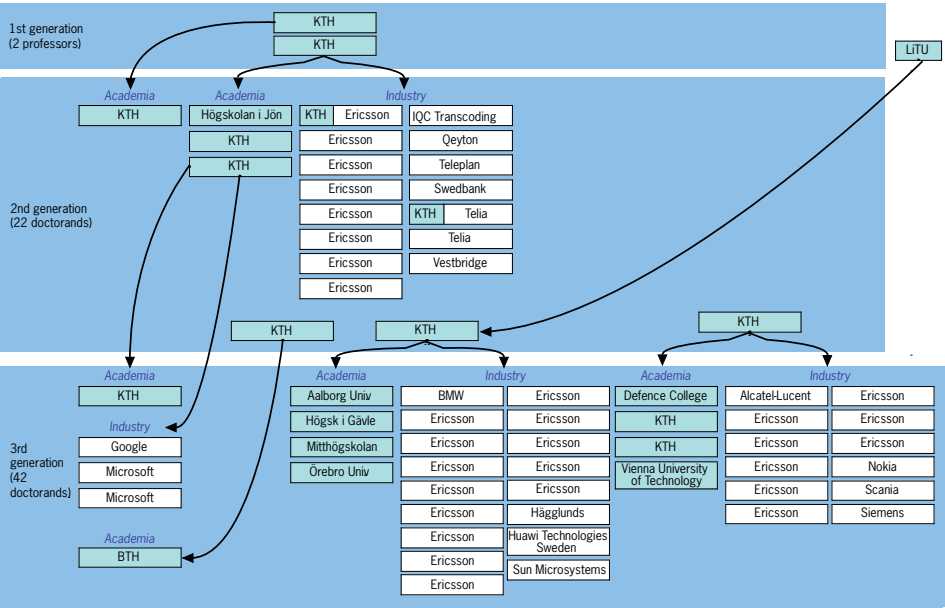 1st generation
(2 professors)
KTH
KTH
LiTU
Academia
KTH
Academia
Högskolan i Jön
KTH
KTH
Industry
KTH
Ericsson
IQC Transcoding
Ericsson
Qeyton
Ericsson
Teleplan
Ericsson
Swedbank
Ericsson
KTH
Telia
Ericsson
Telia
Ericsson
Vestbridge
Ericsson
2nd generation
(22 doctorands)
KTH
KTH
KTH
3rd
generation
(42
doctorands)
Academia
KTH
Industry
Google
Microsoft
Microsoft
Academia
BTH
Academia
Aalborg Univ
Högsk i Gävle
Mitthögskolan
Örebro Univ
Industry
BMW
Ericsson
Ericsson
Ericsson
Ericsson
Ericsson
Ericsson
Ericsson
Ericsson
Ericsson
Ericsson
Hägglunds
Ericsson
Huawi Technologies
Sweden
Ericsson
Sun Microsystems
Ericsson
Academia
Defence College
KTH
KTH
Vienna University
of Technology
Industry
Alcatel-Lucent
Ericsson
Ericsson
Ericsson
Ericsson
Ericsson
Ericsson
Nokia
Ericsson
Scania
Ericsson
Siemens